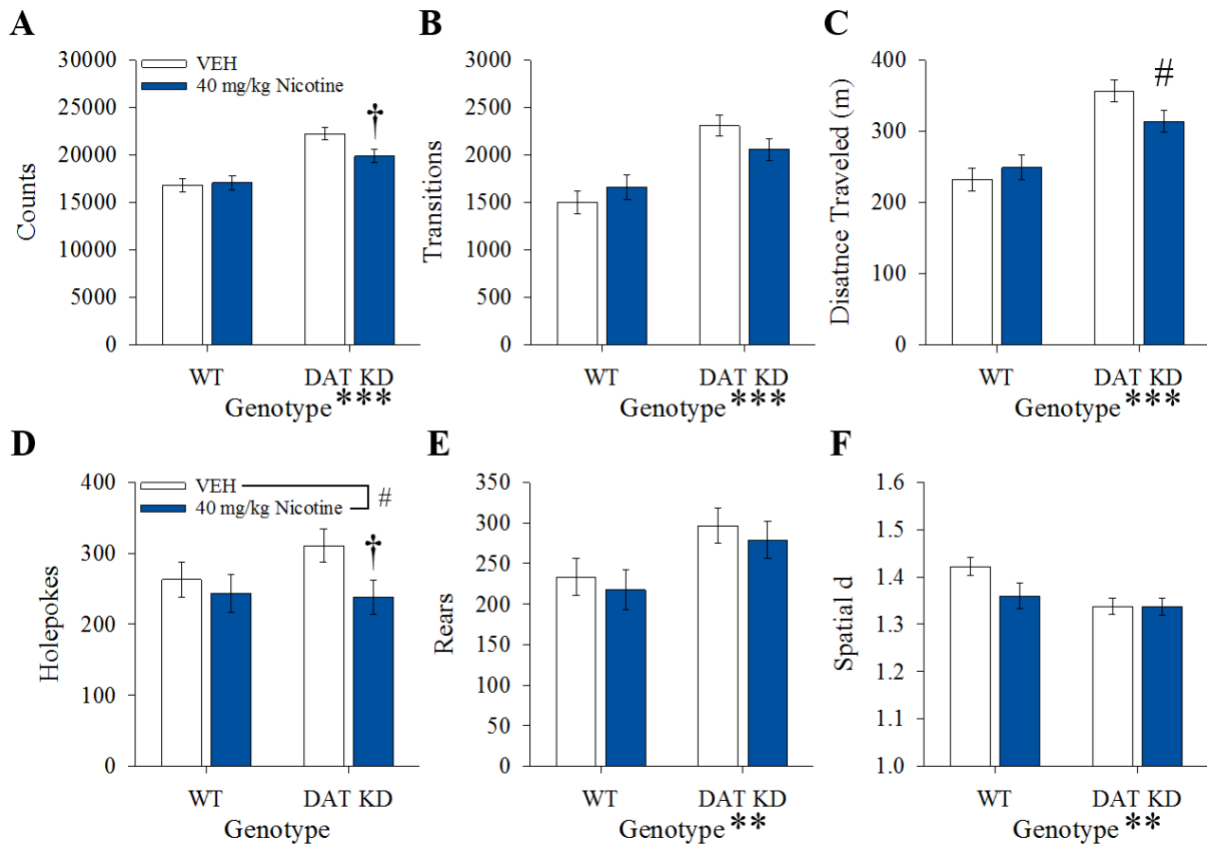 A
30000
25000
20000
15000
10000
5000
0
Counts
VEH
40 mg/kg Nicotine
†
WT DAT KD
Genotype ***
B
3000
2500
2000
1500
1000
500
0
Transitions
WT DAT KD
Genotype ***
C
400
300
200
100
0
Disatnce Traveled (m)
#
WT DAT KD
Genotype ***
D
400
300
200
100
0
Holepokes
VEH
40 mg/kg Nicotine
#
†
WT DAT KD
Genotype
E
350
300
250
200
150
100
50
0
Rears
WT DAT KD
Genotype **
F
1.6
1.5
1.4
1.3
1.2
1.1
1.0
Spatial d
WT DAT KD
Genotype **